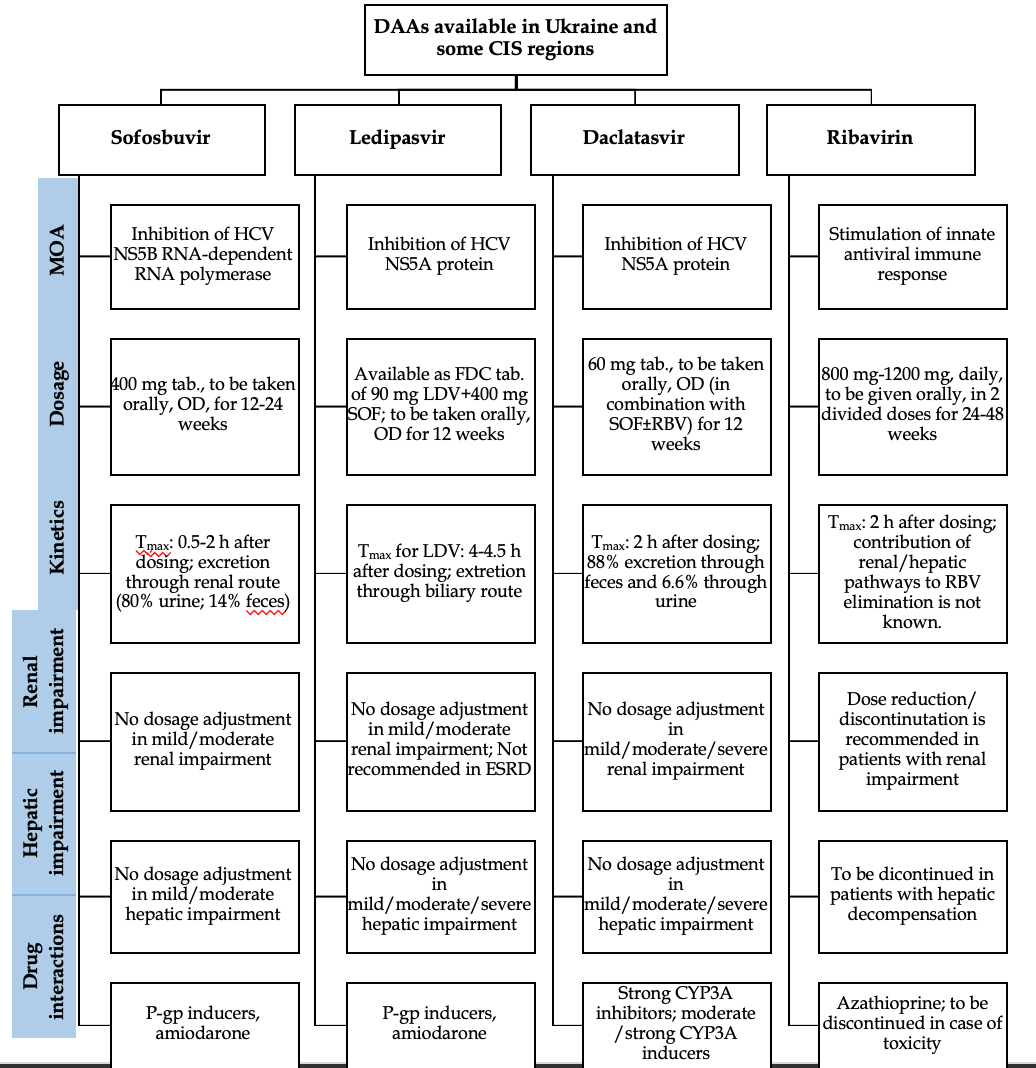 DAAs available in Ukraine and
some CIS regions
Sofosbuvir
Ledipasvir
Daclatasvir
Ribavirin
MOA
Inhibition of HCV
NS5B RNA-dependent
RNA polymerase
Inhibition of HCV
NS5A protein
Inhibition of HCV
NS5A protein
Stimulation of innate
antiviral immune
response
Dosage
400 mg tab., to be taken
orally, OD, for 12-24
weeks
Available as FDC tab.
of 90 mg LDV+400 mg
SOF; to be taken orally,
OD for 12 weeks
60 mg tab., to be taken
orally, OD (in
combination with
SOF±RBV) for 12
weeks
800 mg-1200 mg, daily,
to be given orally, in 2
divided doses for 24-48
weeks
Kinetics
Tmax: 0.5-2 h after
dosing; excretion
through renal route
(80% urine; 14% feces)
Tmax for LDV: 4-4.5 h
after dosing; extretion
through biliary route
Tmax: 2 h after dosing;
88% excretion through
feces and 6.6% through
urine
Tmax: 2 h after dosing;
contribution of
renal/hepatic
pathways to RBV
elimination is not
known.
Renal
impairment
No dosage adjustment
in mild/moderate
renal impairment
No dosage adjustment
in mild/moderate
renal impairment; Not
recommended in ESRD
No dosage adjustment
in
mild/moderate/severe
renal impairment
Dose reduction/
discontinutation is
recommended in
patients with renal
impairment
Hepatic
impairment
No dosage adjustment
in mild/moderate
hepatic impairment
No dosage adjustment
in
mild/moderate/severe
hepatic impairment
No dosage adjustment
in
mild/moderate/severe
hepatic impairment
To be dicontinued in
patients with hepatic
decompensation
Drug
interactions
P-gp inducers,
amiodarone
P-gp inducers,
amiodarone
Strong CYP3A
inhibitors; moderate
/strong CYP3A
inducers
Azathioprine; to be
discontinued in case of
toxicity